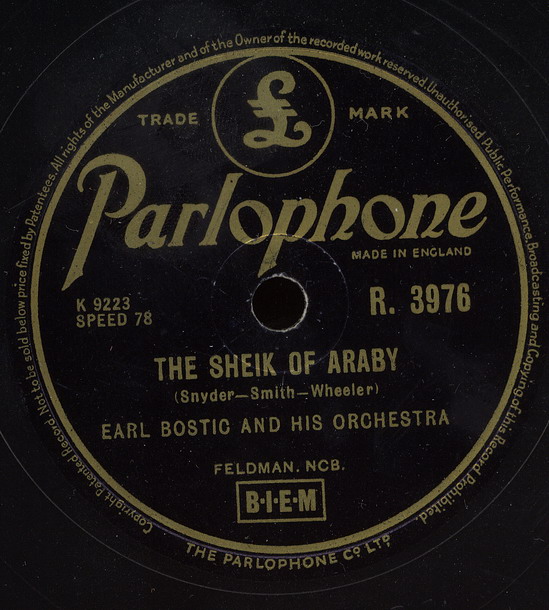 Copyright Patented Record. Not to be sold below price fixed by Patentees. All rights of the Manufacturer and of the Owner of the recorded work reserved. Unauthorised Public Performance, Broadcasting and Copying of this Record Prohibited.
TRADE £ MARK
Parlophone
MADE IN ENGLAND
K 9223
SPEED 78
R. 3976
THE SHEIK OF ARABY
(Snyder—Smith—Wheeler)
EARL BOSTIC AND HIS ORCHESTRA
FELDMAN. NCB.
B·I·E·M
THE PARLOPHONE Co LTD